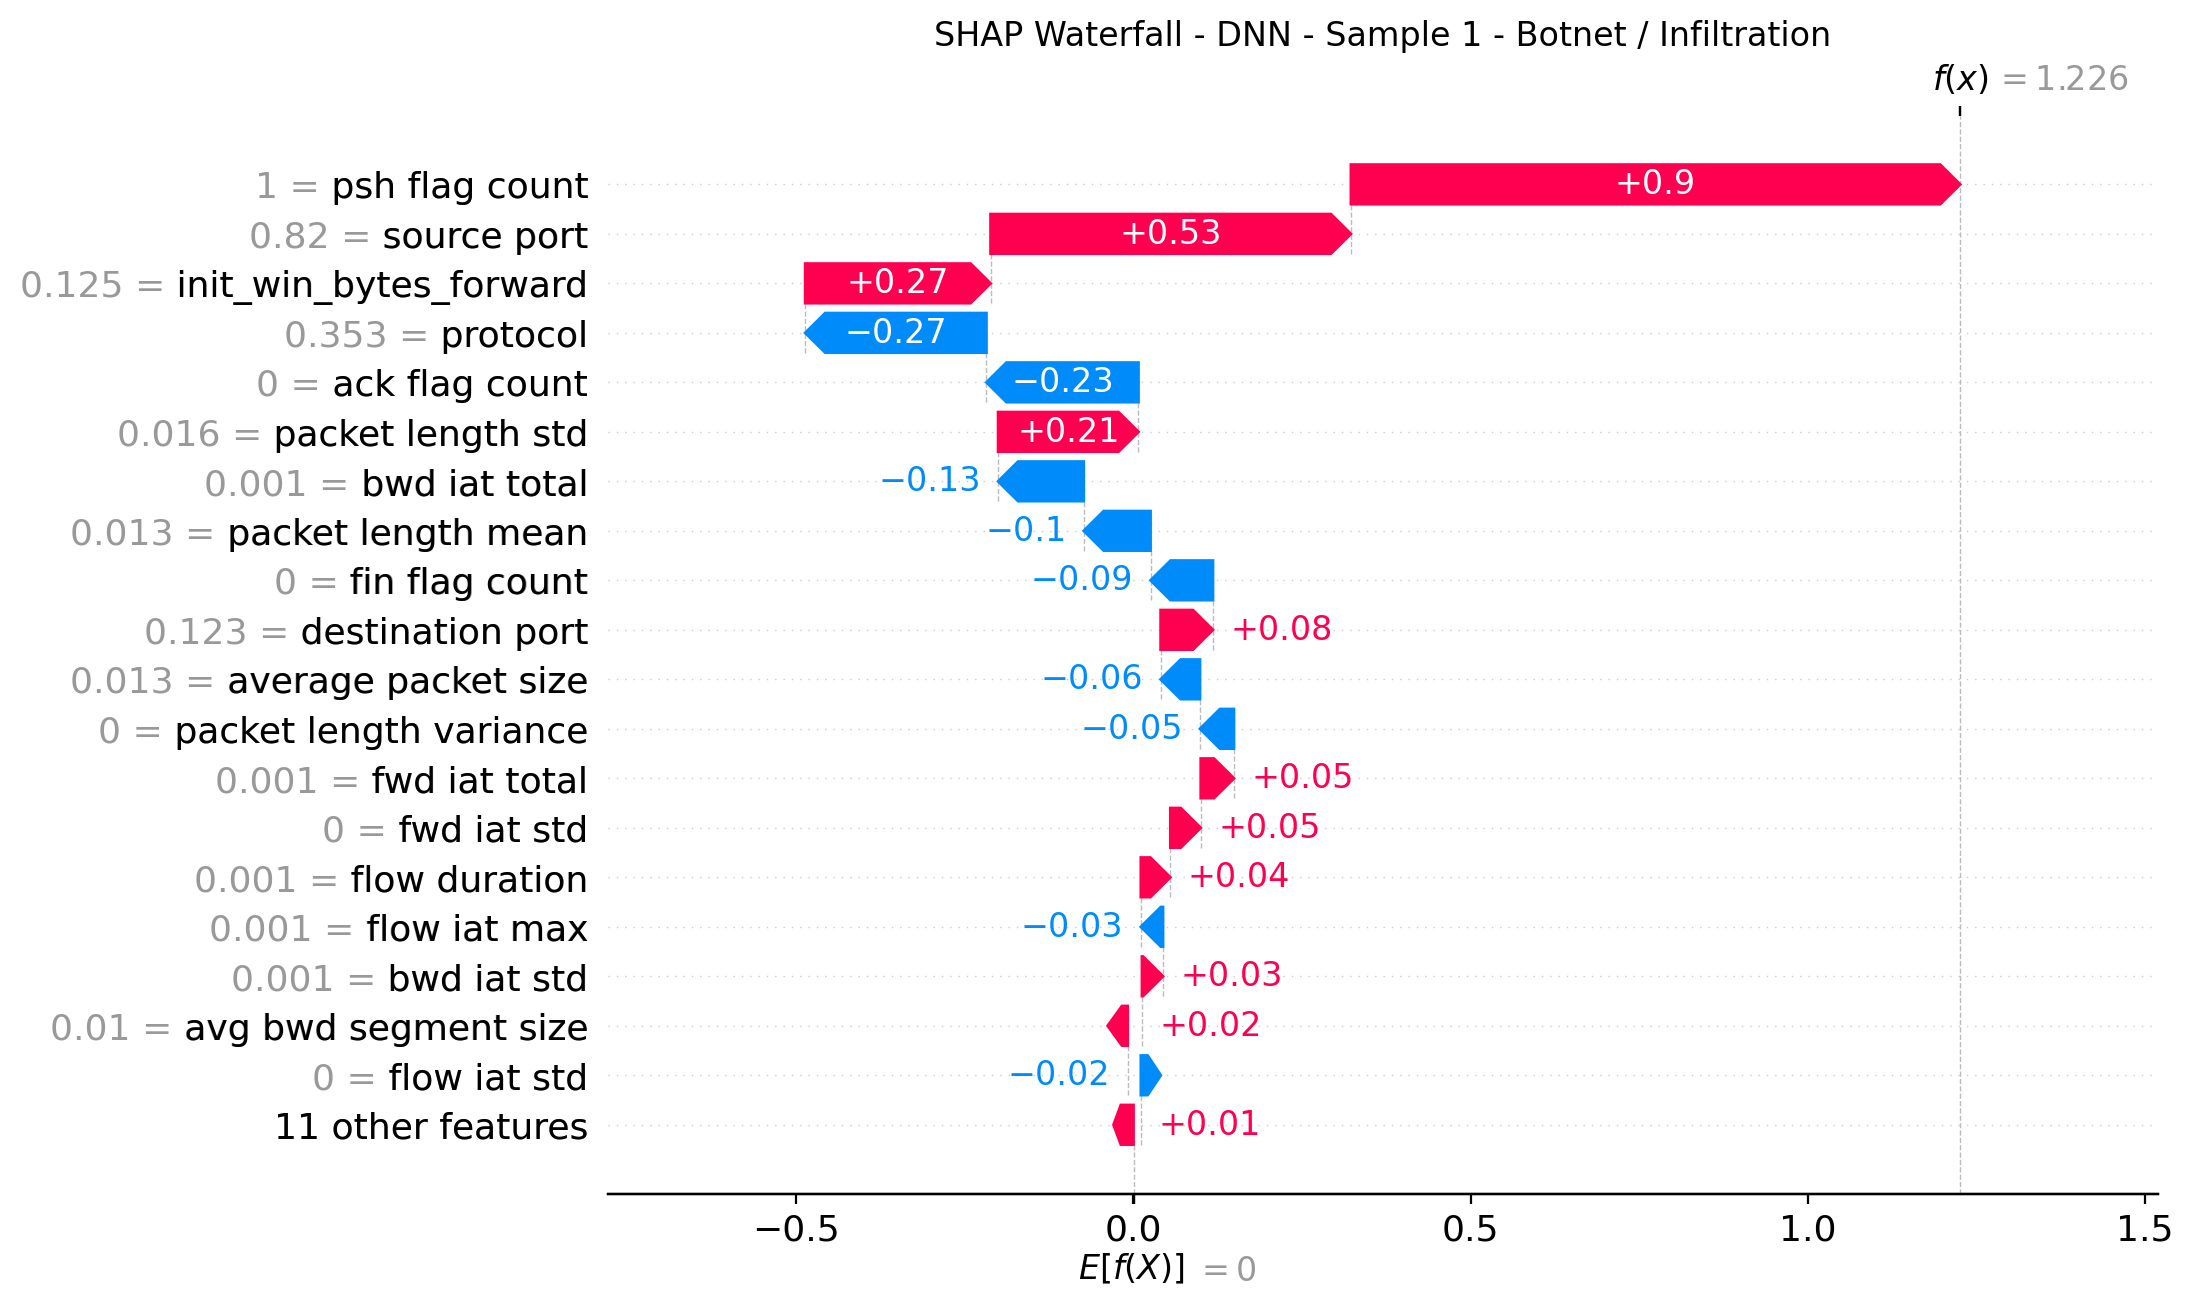 SHAP Waterfall - DNN - Sample 1 - Botnet / Infiltration
f(x) = 1.226
1 = psh flag count +0.9
0.82 = source port +0.53
0.125 = init_win_bytes_forward +0.27
0.353 = protocol −0.27
0 = ack flag count −0.23
0.016 = packet length std +0.21
0.001 = bwd iat total −0.13
0.013 = packet length mean −0.1
0 = fin flag count −0.09
0.123 = destination port +0.08
0.013 = average packet size −0.06
0 = packet length variance −0.05
0.001 = fwd iat total +0.05
0 = fwd iat std +0.05
0.001 = flow duration +0.04
0.001 = flow iat max −0.03
0.001 = bwd iat std +0.03
0.01 = avg bwd segment size +0.02
0 = flow iat std −0.02
11 other features +0.01
−0.5 0.0 0.5 1.0 1.5
E[f(X)] = 0